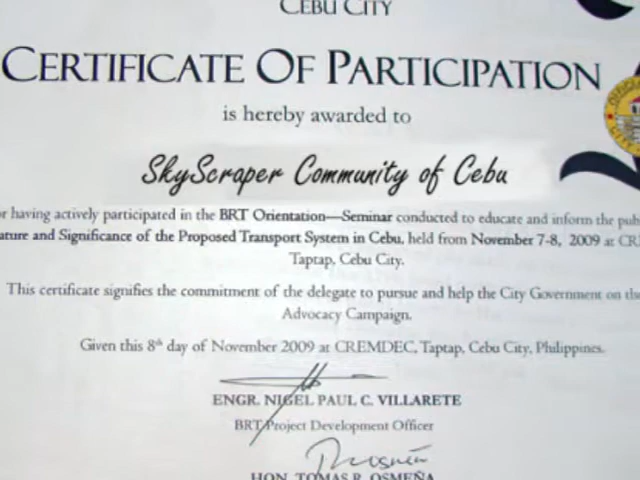 CEBU CITY
CERTIFICATE OF PARTICIPATION
is hereby awarded to
SkyScraper Community of Cebu
having actively participated in the BRT Orientation—Seminar conducted to educate and inform the
and Significance of the Proposed Transport System in Cebu, held from November 7-8, 2009 at
Taptap, Cebu City.
This certificate signifies the commitment of the delegate to pursue and help the City Government on
Advocacy Campaign.
Given this 8th day of November 2009 at CREMDEC, Taptap, Cebu City, Philippines.
ENGR. NIGEL PAUL C. VILLARETE
BRT Project Development Officer
HON. TOMAS R. OSMEÑA